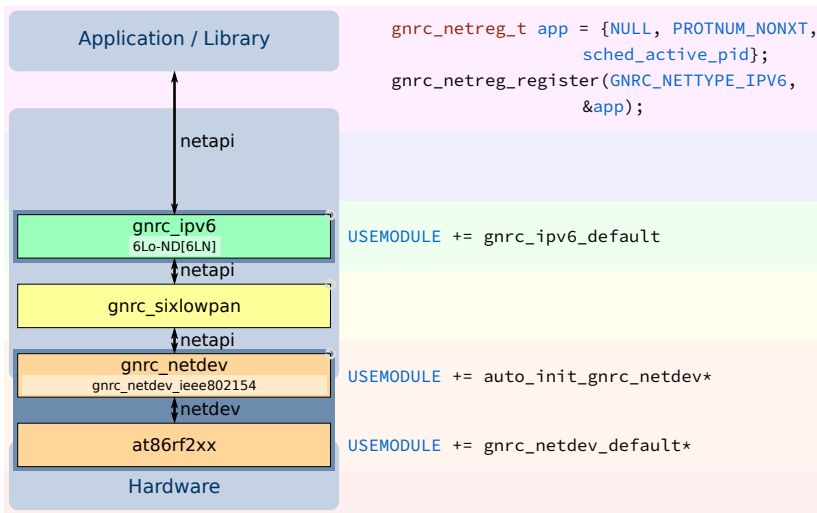 Application / Library
gnrc_netreg_t app = {NULL, PROTNUM_NONXT,
sched_active_pid};
gnrc_netreg_register(GNRC_NETTYPE_IPV6,
&app);
netapi
gnrc_ipv6
6Lo-ND[6LN]
USEMODULE += gnrc_ipv6_default
netapi
gnrc_sixlowpan
netapi
gnrc_netdev
gnrc_netdev_ieee802154
USEMODULE += auto_init_gnrc_netdev*
netdev
at86rf2xx
USEMODULE += gnrc_netdev_default*
Hardware